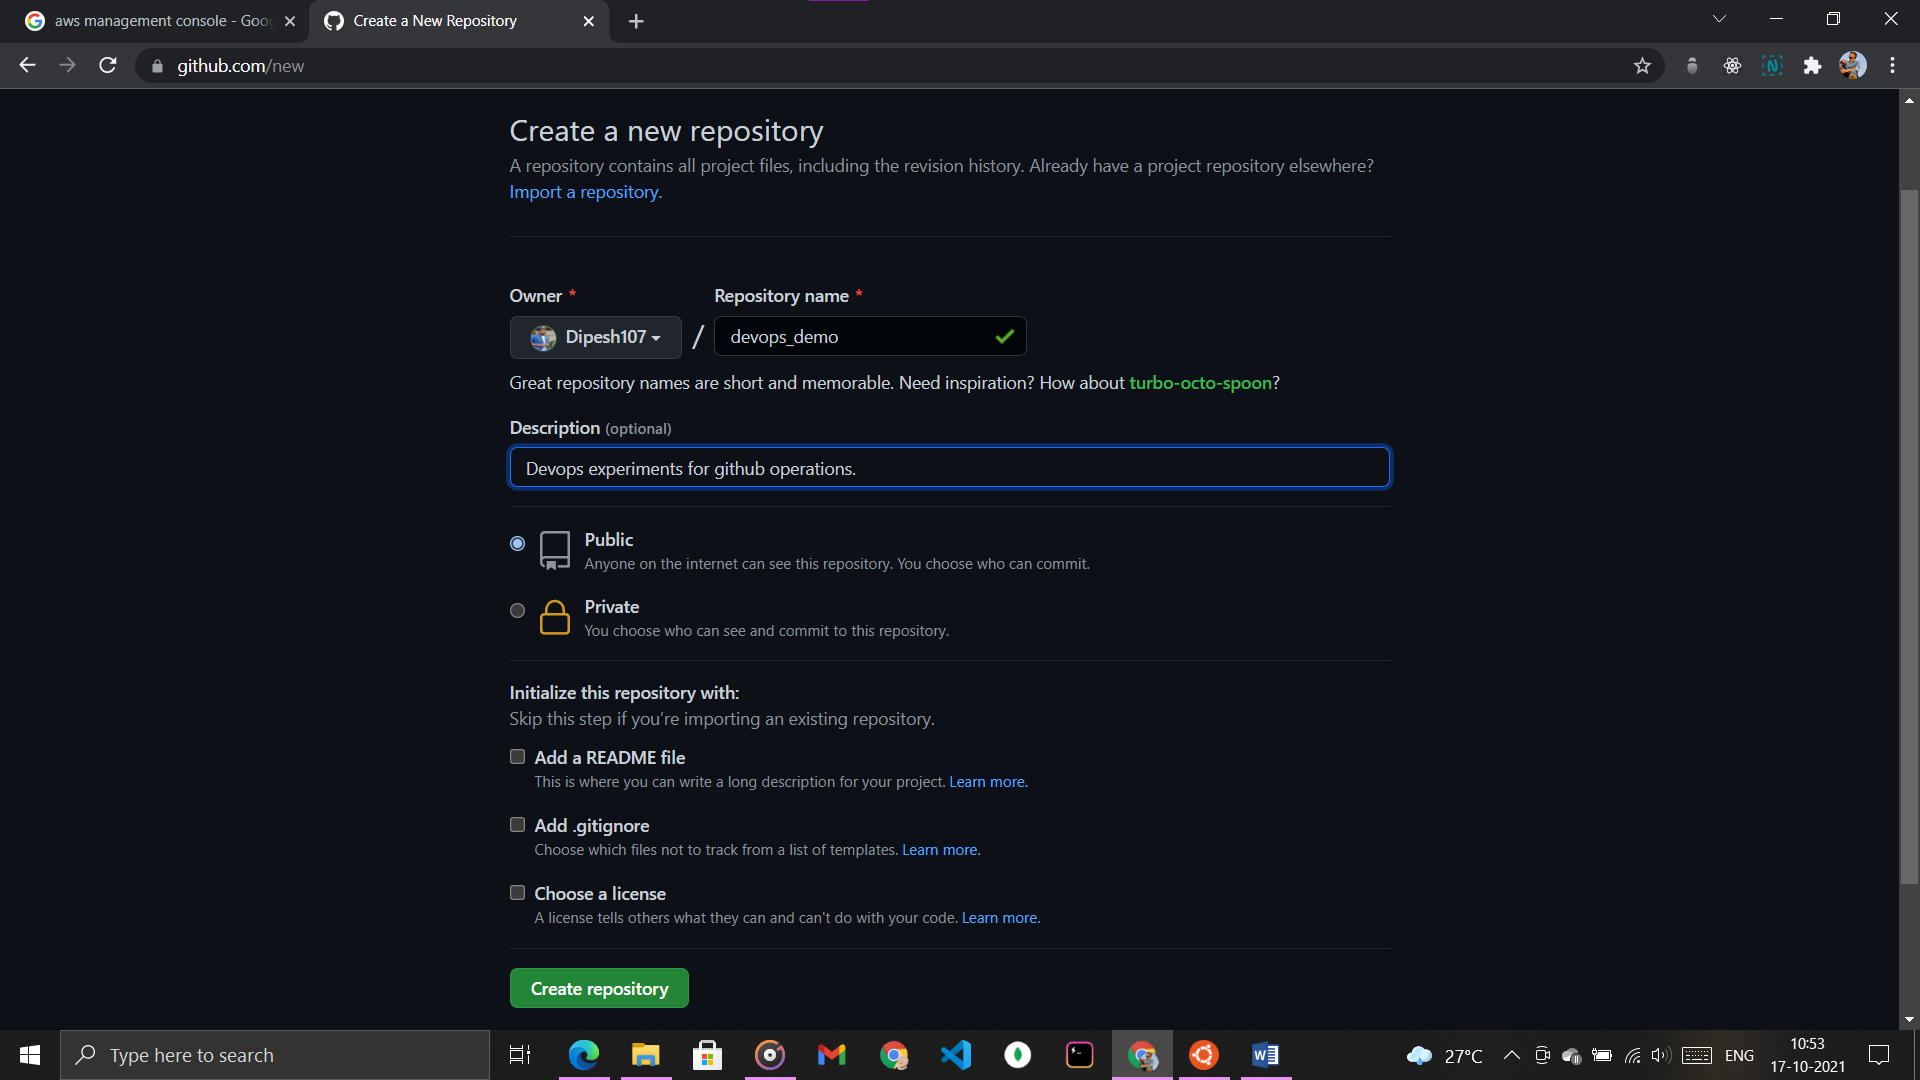 aws management console - Goo
Create a New Repository
github.com/new
Create a new repository
A repository contains all project files, including the revision history. Already have a project repository elsewhere?
Import a repository.
Owner * Repository name *
Dipesh107 / devops_demo
Great repository names are short and memorable. Need inspiration? How about turbo-octo-spoon?
Description (optional)
Devops experiments for github operations.
Public
Anyone on the internet can see this repository. You choose who can commit.
Private
You choose who can see and commit to this repository.
Initialize this repository with:
Skip this step if you’re importing an existing repository.
Add a README file
This is where you can write a long description for your project. Learn more.
Add .gitignore
Choose which files not to track from a list of templates. Learn more.
Choose a license
A license tells others what they can and can't do with your code. Learn more.
Create repository
Type here to search
27°C
ENG
10:53
17-10-2021